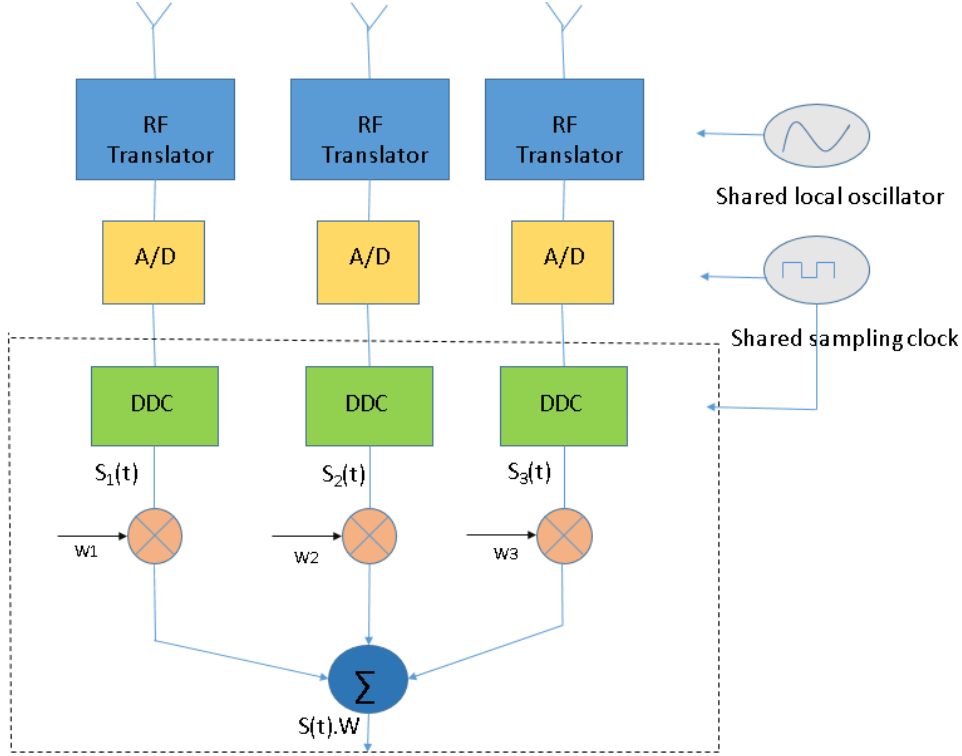 RF
Translator
RF
Translator
RF
Translator
Shared local oscillator
A/D
A/D
A/D
Shared sampling clock
DDC
DDC
DDC
S₁(t)
S₂(t)
S₃(t)
W1
W2
W3
∑
S(t).W